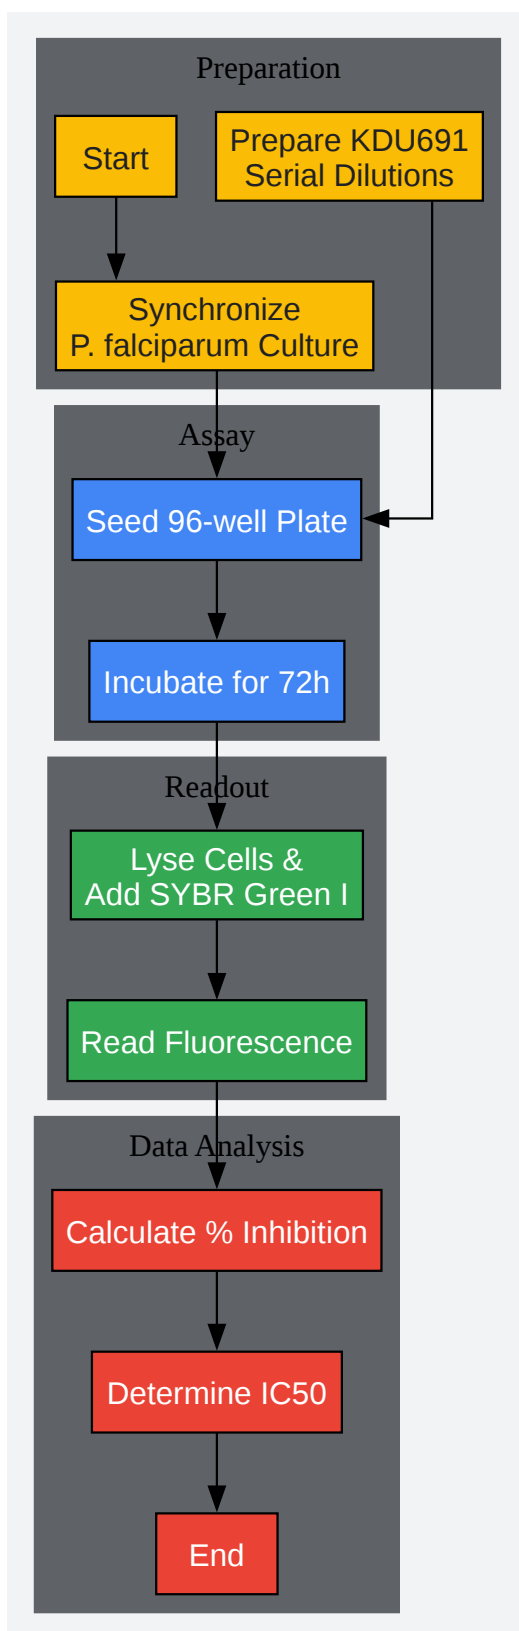 Preparation
Start
Prepare KDU691
Serial Dilutions
Synchronize
P. falciparum Culture
Assay
Seed 96-well Plate
Incubate for 72h
Readout
Lyse Cells &
Add SYBR Green I
Read Fluorescence
Data Analysis
Calculate % Inhibition
Determine IC50
End